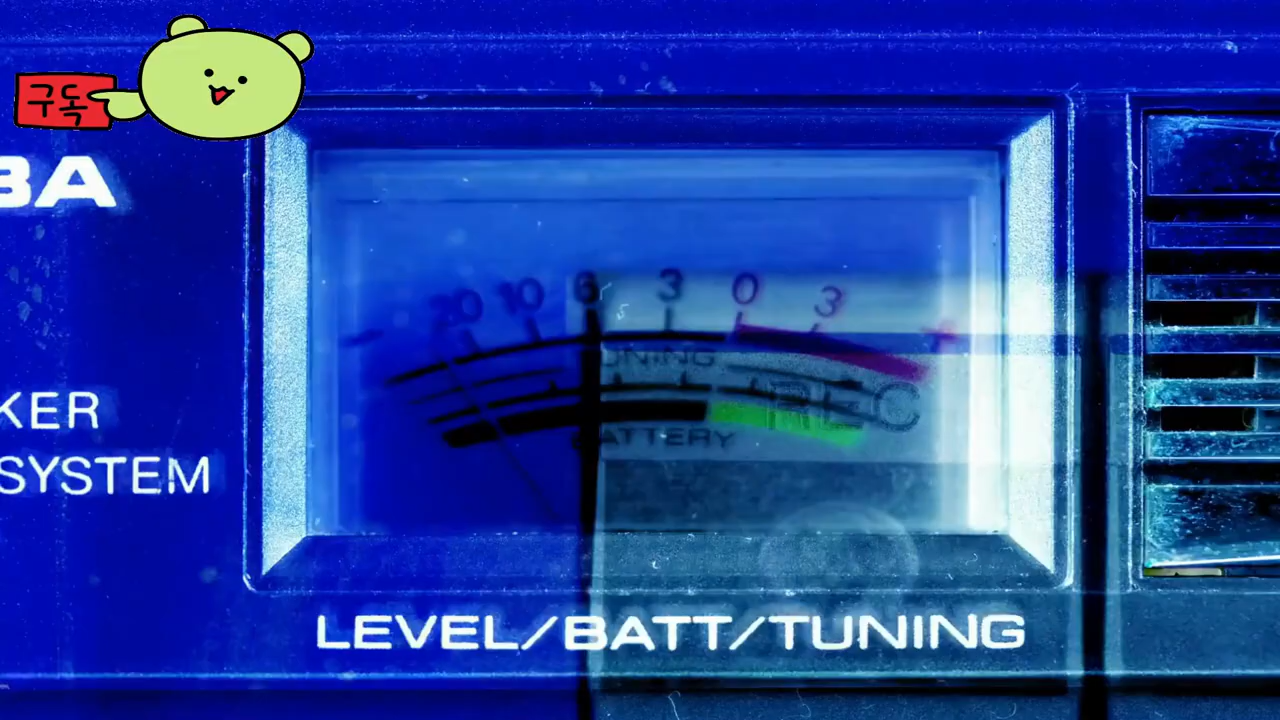 구독
BA
20 10 6 3 0 3
- +
TUNING
REC
BATTERY
KER
SYSTEM
LEVEL/BATT/TUNING